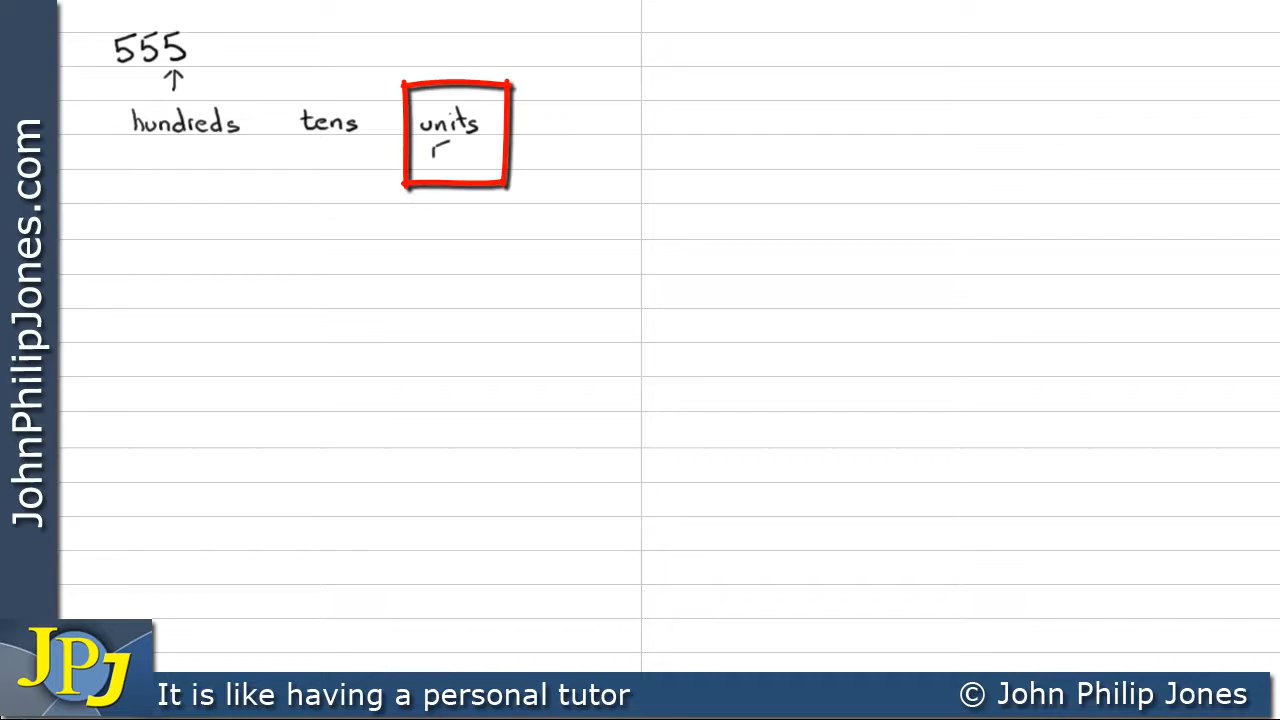 555
↑
hundreds tens units
JohnPhilipJones.com
JPJ
It is like having a personal tutor
© John Philip Jones